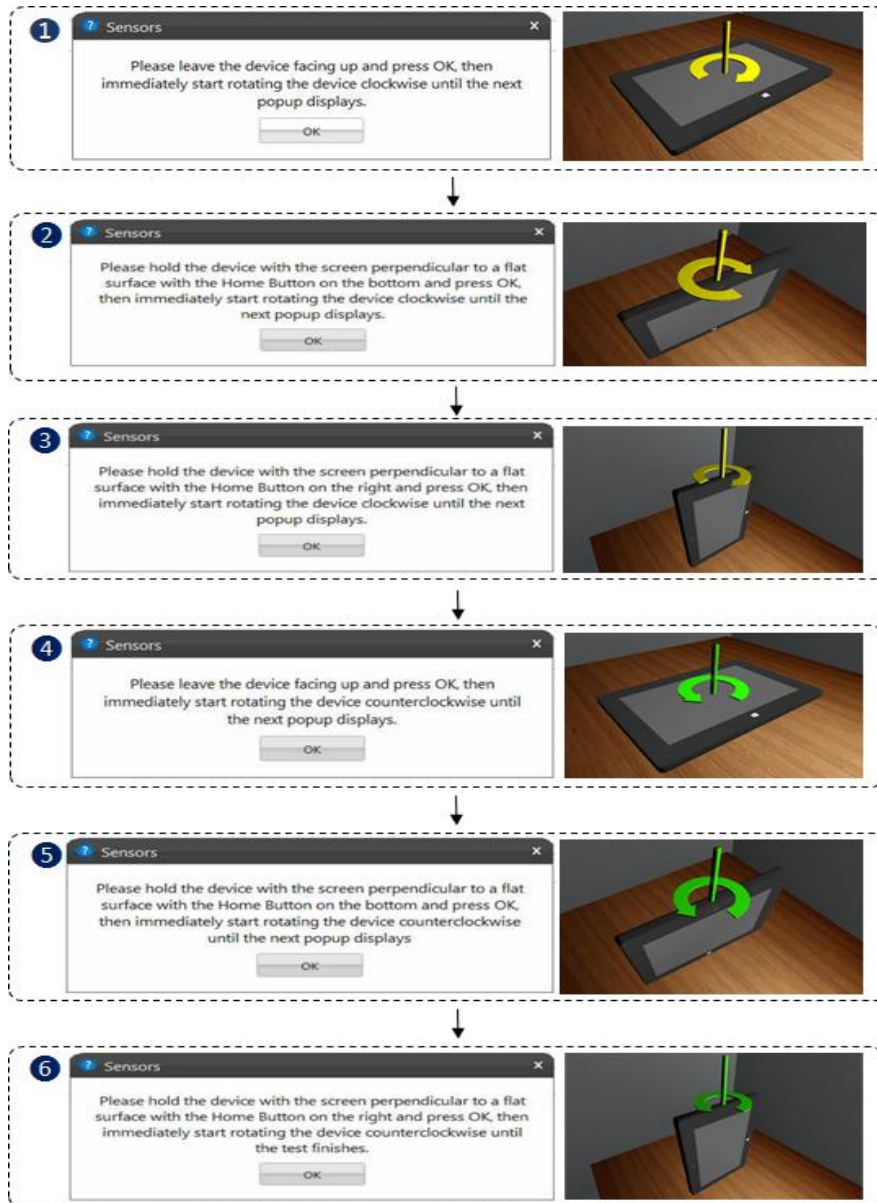 1
? Sensors ×
Please leave the device facing up and press OK, then
immediately start rotating the device clockwise until the next
popup displays.
OK
2
? Sensors ×
Please hold the device with the screen perpendicular to a flat
surface with the Home Button on the bottom and press OK,
then immediately start rotating the device clockwise until the
next popup displays.
OK
3
? Sensors ×
Please hold the device with the screen perpendicular to a flat
surface with the Home Button on the right and press OK, then
immediately start rotating the device clockwise until the next
popup displays.
OK
4
? Sensors ×
Please leave the device facing up and press OK, then
immediately start rotating the device counterclockwise until
the next popup displays.
OK
5
? Sensors ×
Please hold the device with the screen perpendicular to a flat
surface with the Home Button on the bottom and press OK,
then immediately start rotating the device counterclockwise
until the next popup displays
OK
6
? Sensors ×
Please hold the device with the screen perpendicular to a flat
surface with the Home Button on the right and press OK, then
immediately start rotating the device counterclockwise until
the test finishes.
OK